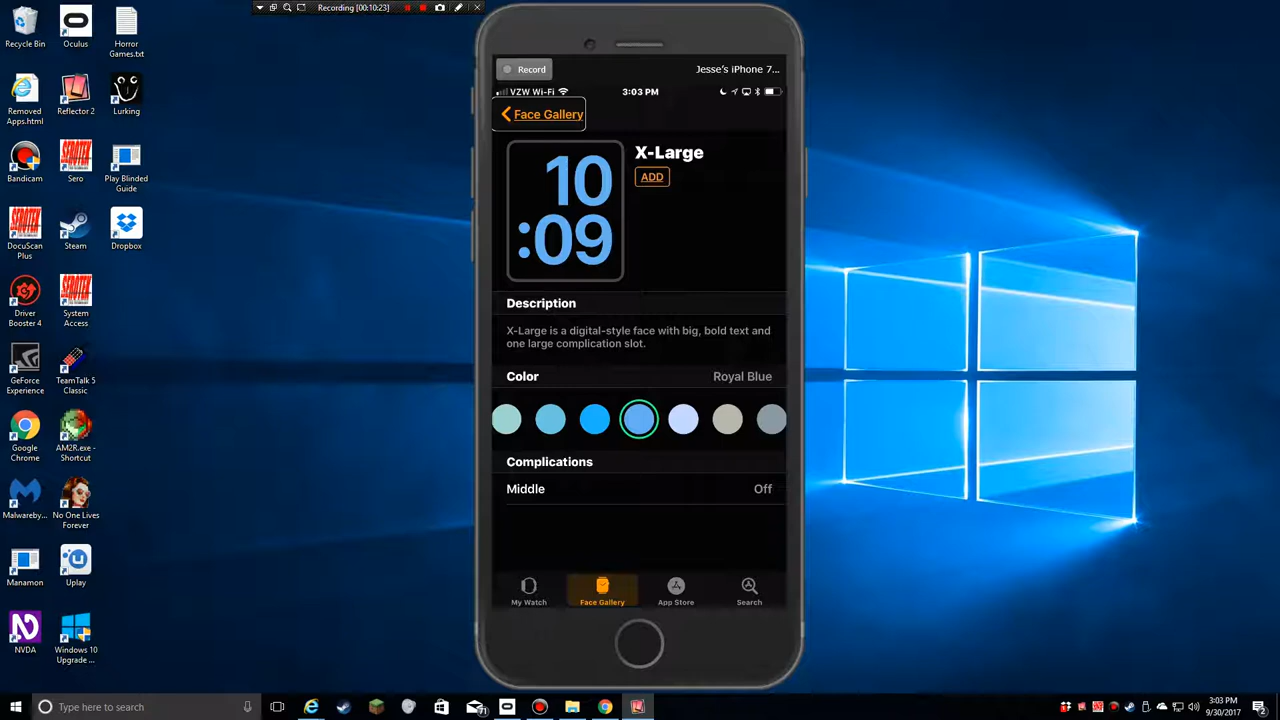 Recording [00:10:23]
Recycle Bin
Oculus
Horror
Games.txt
Removed
Apps.html
Reflector 2
Lurking
Bandicam
Sero
Play Blinded
Guide
DocuScan
Plus
Steam
Dropbox
Driver
Booster 4
System
Access
GeForce
Experience
TeamTalk 5
Classic
Google
Chrome
AM2R.exe -
Shortcut
Malwareby...
No One Lives
Forever
Manamon
Uplay
NVDA
Windows 10
Upgrade ...
SEROTEK
SEROTEK
SEROTEK
Record
Jesse's iPhone 7...
VZW Wi-Fi
3:03 PM
Face Gallery
10
:09
X-Large
ADD
Description
X-Large is a digital-style face with big, bold text and
one large complication slot.
Color
Royal Blue
Complications
Middle
Off
My Watch
Face Gallery
App Store
Search
Type here to search
71
3:03 PM
9/30/2017
2